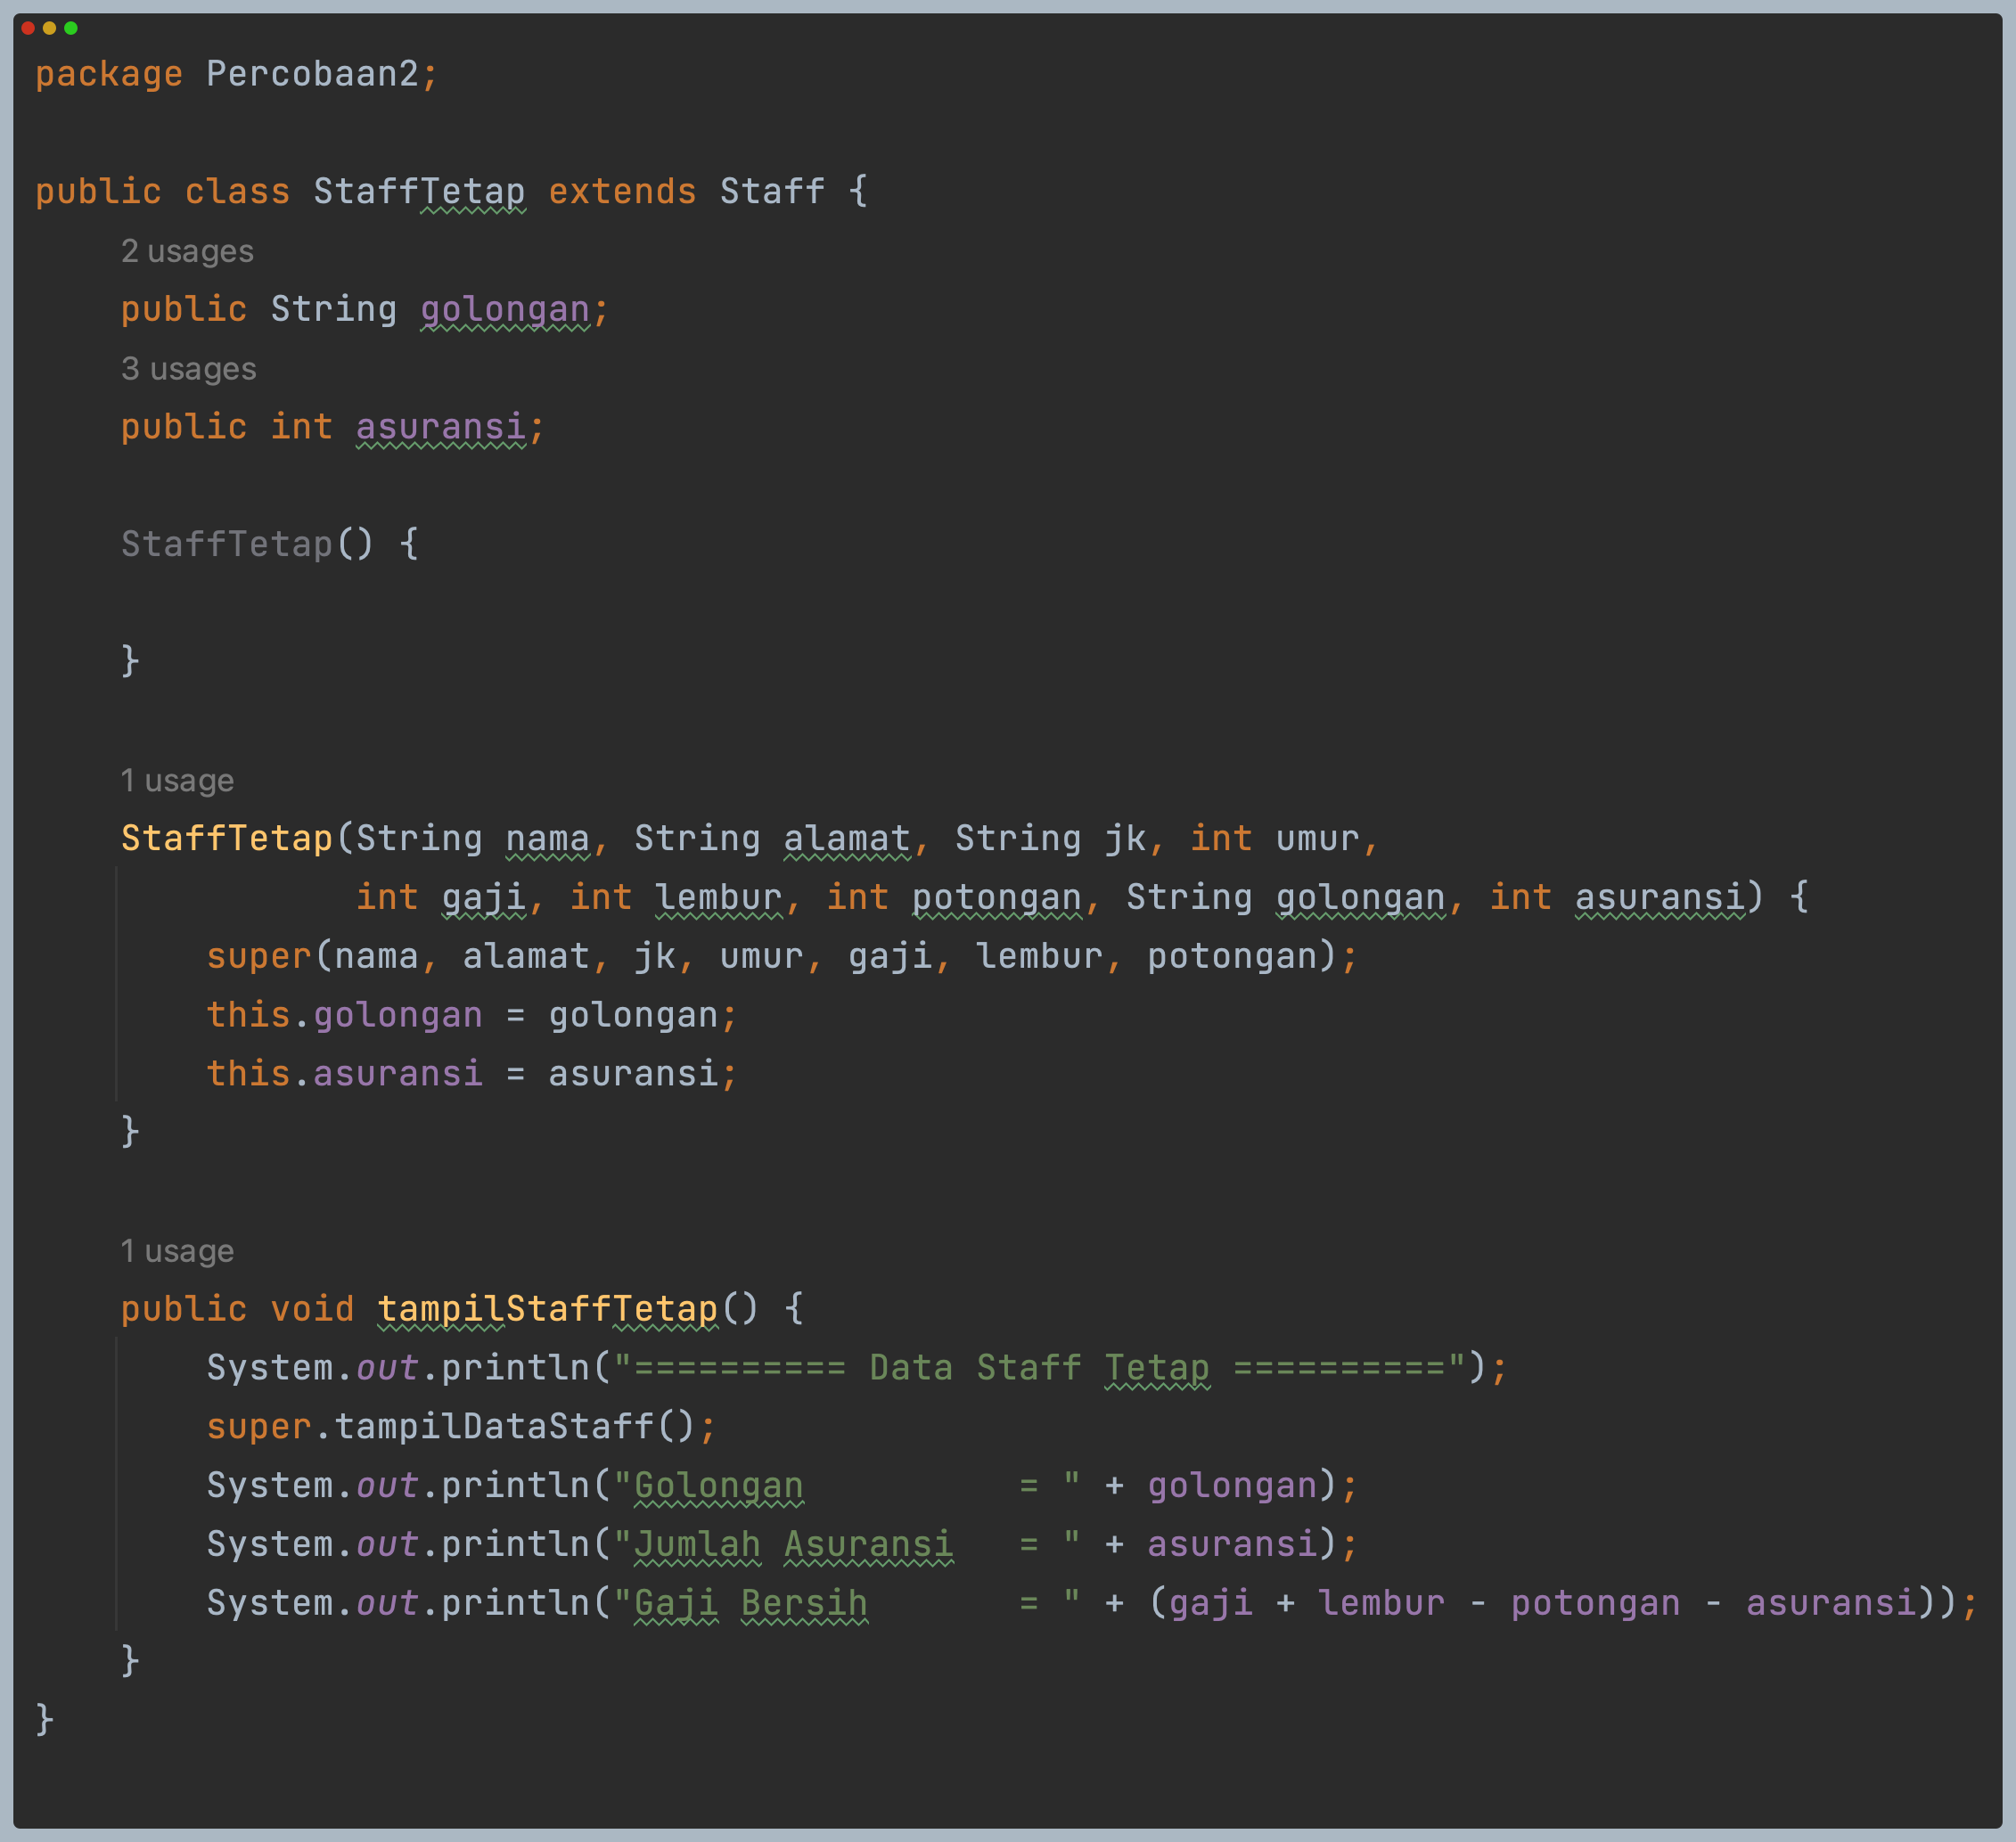 package Percobaan2;
public class StaffTetap extends Staff {
2 usages
public String golongan;
3 usages
public int asuransi;
StaffTetap() {
}
1 usage
StaffTetap(String nama, String alamat, String jk, int umur,
int gaji, int lembur, int potongan, String golongan, int asuransi) {
super(nama, alamat, jk, umur, gaji, lembur, potongan);
this.golongan = golongan;
this.asuransi = asuransi;
}
1 usage
public void tampilStaffTetap() {
System.out.println("========== Data Staff Tetap ==========");
super.tampilDataStaff();
System.out.println("Golongan          = " + golongan);
System.out.println("Jumlah Asuransi   = " + asuransi);
System.out.println("Gaji Bersih       = " + (gaji + lembur - potongan - asuransi));
}
}